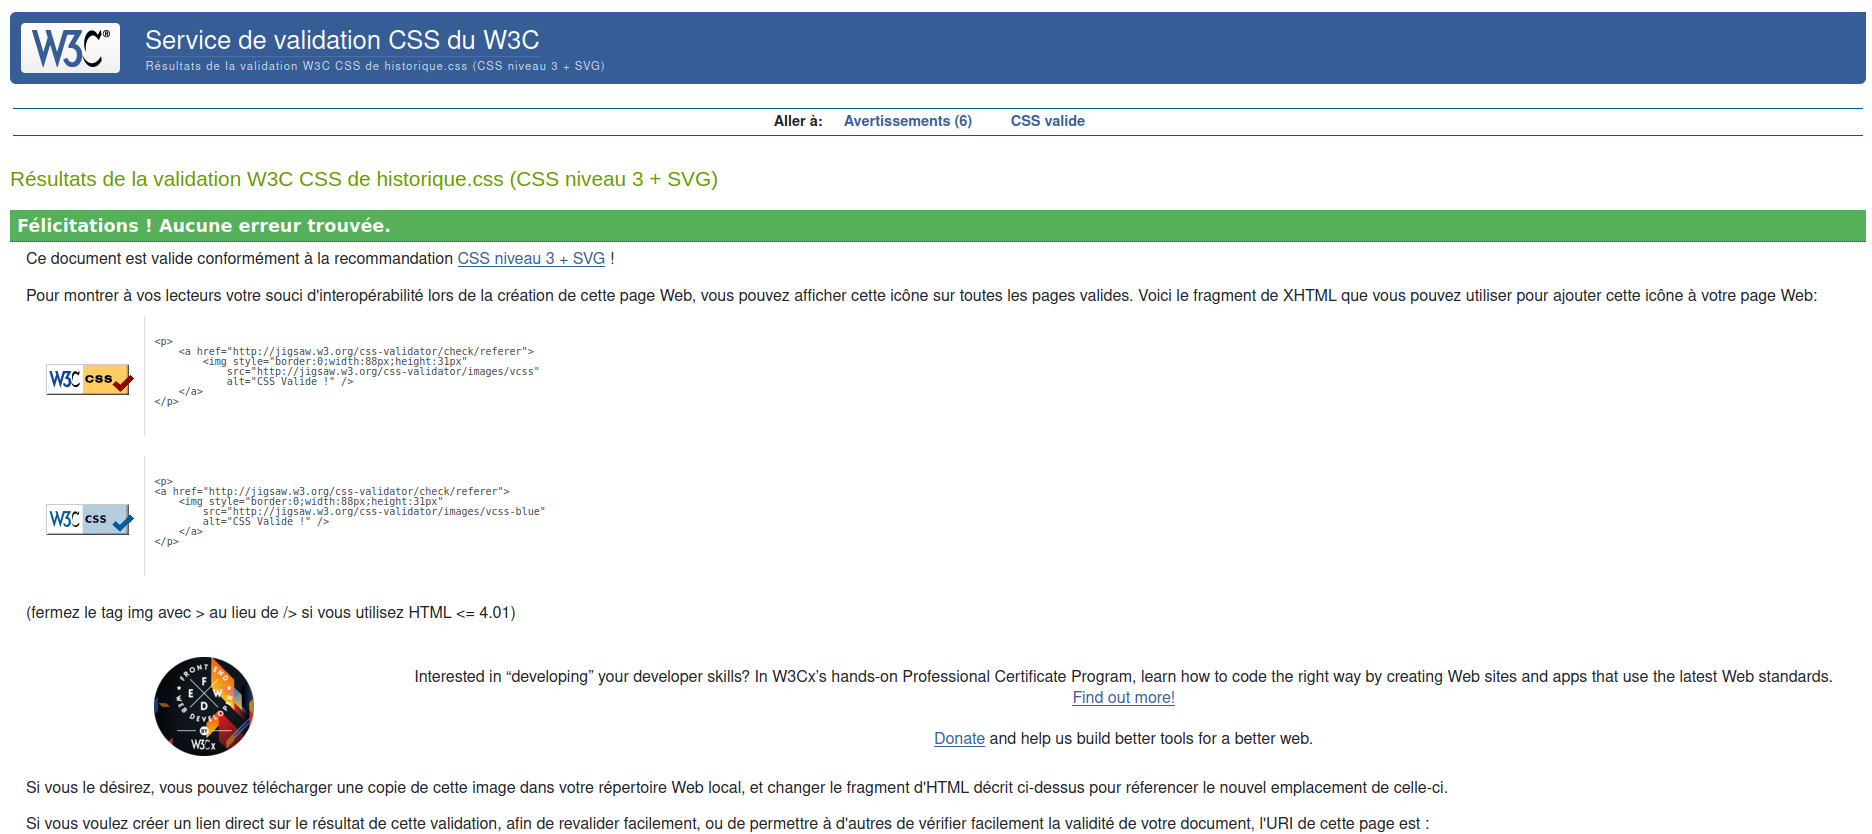 W3C®
Service de validation CSS du W3C
Résultats de la validation W3C CSS de historique.css (CSS niveau 3 + SVG)
Aller à: Avertissements (6) CSS valide
Résultats de la validation W3C CSS de historique.css (CSS niveau 3 + SVG)
Félicitations ! Aucune erreur trouvée.
Ce document est valide conformément à la recommandation CSS niveau 3 + SVG !
Pour montrer à vos lecteurs votre souci d'interopérabilité lors de la création de cette page Web, vous pouvez afficher cette icône sur toutes les pages valides. Voici le fragment de XHTML que vous pouvez utiliser pour ajouter cette icône à votre page Web:
W3C css
<p>
<a href="http://jigsaw.w3.org/css-validator/check/referer">
<img style="border:0;width:88px;height:31px"
src="http://jigsaw.w3.org/css-validator/images/vcss"
alt="CSS Valide !" />
</a>
</p>
W3C css
<p>
<a href="http://jigsaw.w3.org/css-validator/check/referer">
<img style="border:0;width:88px;height:31px"
src="http://jigsaw.w3.org/css-validator/images/vcss-blue"
alt="CSS Valide !" />
</a>
</p>
(fermez le tag img avec > au lieu de /> si vous utilisez HTML <= 4.01)
FRONT END
F
E W
D
WEB DEVELOPER
BY
W3Cx
Interested in “developing” your developer skills? In W3Cx’s hands-on Professional Certificate Program, learn how to code the right way by creating Web sites and apps that use the latest Web standards.
Find out more!
Donate and help us build better tools for a better web.
Si vous le désirez, vous pouvez télécharger une copie de cette image dans votre répertoire Web local, et changer le fragment d'HTML décrit ci-dessus pour réferencer le nouvel emplacement de celle-ci.
Si vous voulez créer un lien direct sur le résultat de cette validation, afin de revalider facilement, ou de permettre à d'autres de vérifier facilement la validité de votre document, l'URI de cette page est :